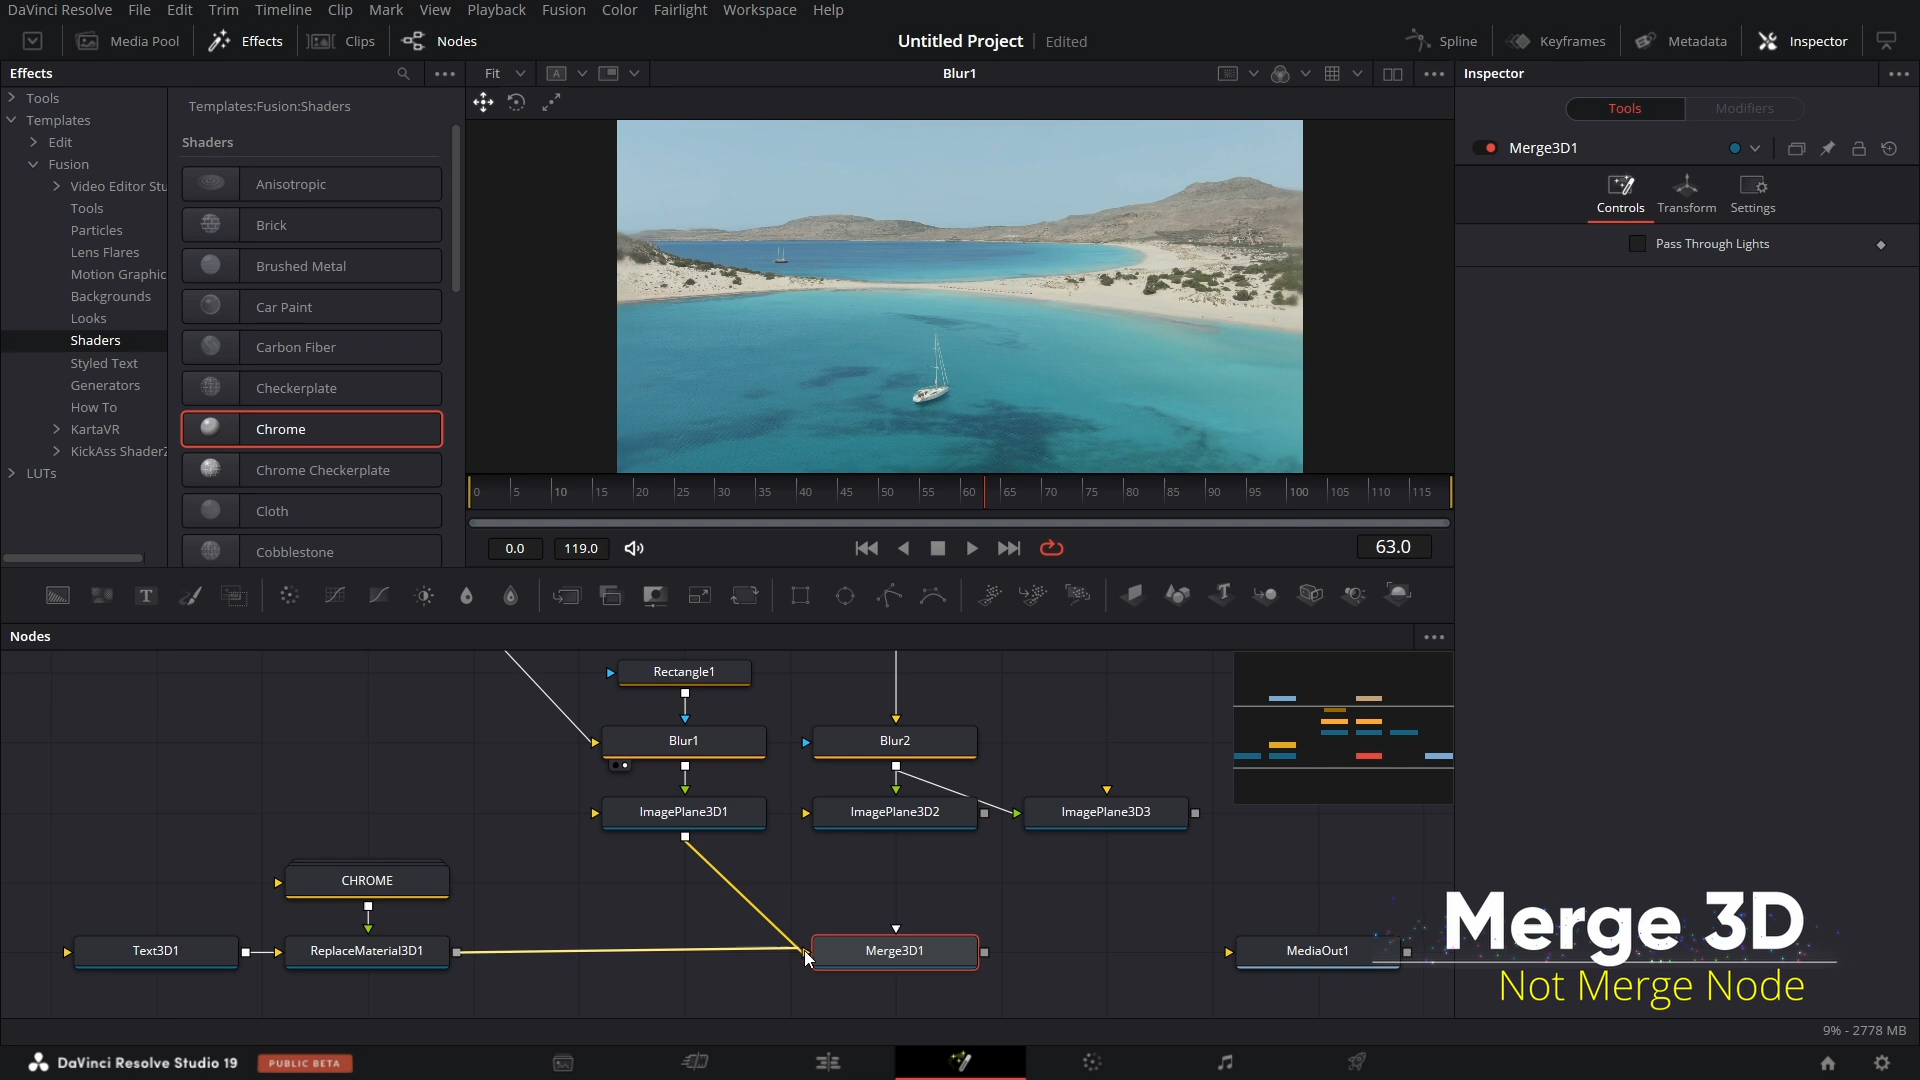 DaVinci Resolve File Edit Trim Timeline Clip Mark View Playback Fusion Color Fairlight Workspace Help
Media Pool Effects Clips Nodes Untitled Project Edited Spline Keyframes Metadata Inspector
Effects
Fit A Blur1
Inspector
Tools
Templates
Edit
Fusion
Video Editor Stu
Tools
Particles
Lens Flares
Motion Graphic
Backgrounds
Looks
Shaders
Styled Text
Generators
How To
KartaVR
KickAss ShaderZ
LUTs
Templates:Fusion:Shaders
Shaders
Anisotropic
Brick
Brushed Metal
Car Paint
Carbon Fiber
Checkerplate
Chrome
Chrome Checkerplate
Cloth
Cobblestone
0 5 10 15 20 25 30 35 40 45 50 55 60 65 70 75 80 85 90 95 100 105 110 115
0.0 119.0 63.0
Tools Modifiers
Merge3D1
Controls Transform Settings
Pass Through Lights
T T
Nodes
Rectangle1
Blur1 Blur2
ImagePlane3D1 ImagePlane3D2 ImagePlane3D3
CHROME
Text3D1 ReplaceMaterial3D1 Merge3D1 MediaOut1
Merge 3D
Not Merge Node
9% - 2778 MB
DaVinci Resolve Studio 19 PUBLIC BETA